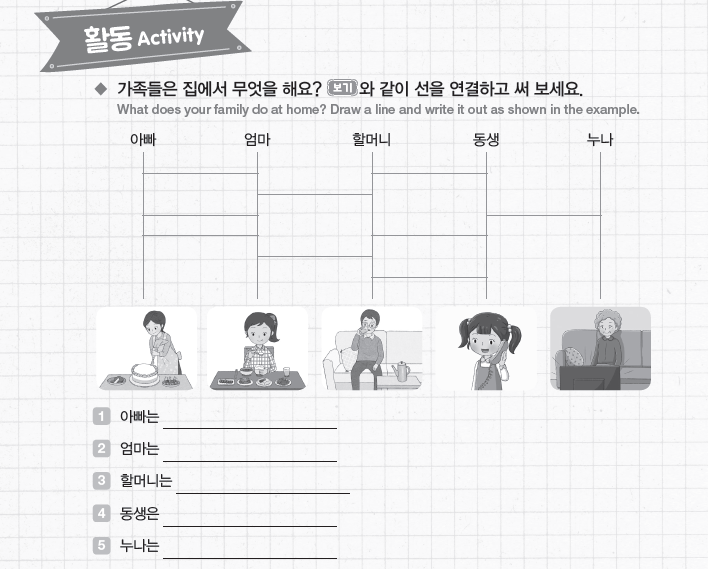 활동 Activity
◆ 가족들은 집에서 무엇을 해요? 보기와 같이 선을 연결하고 써 보세요.
What does your family do at home? Draw a line and write it out as shown in the example.
아빠 엄마 할머니 동생 누나
1 아빠는
2 엄마는
3 할머니는
4 동생은
5 누나는